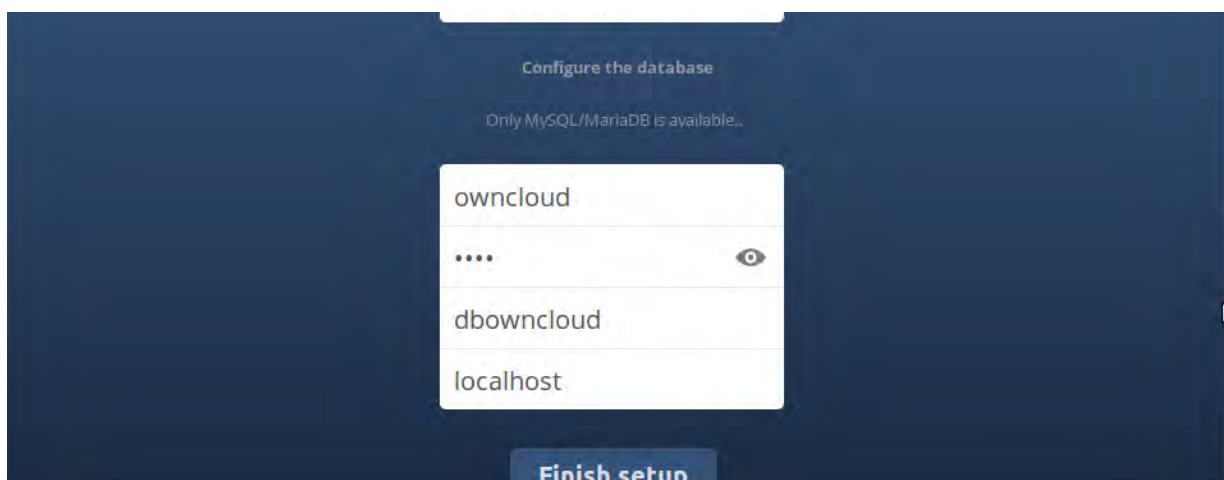 Configure the database
Only MySQL/MariaDB is available..
owncloud
••••
dbowncloud
localhost
Finish setup